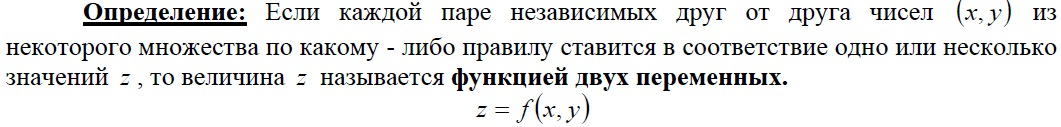 Определение: Если каждой паре независимых друг от друга чисел (x, y) из
некоторого множества по какому - либо правилу ставится в соответствие одно или несколько
значений z , то величина z называется функцией двух переменных.
z = f(x, y)